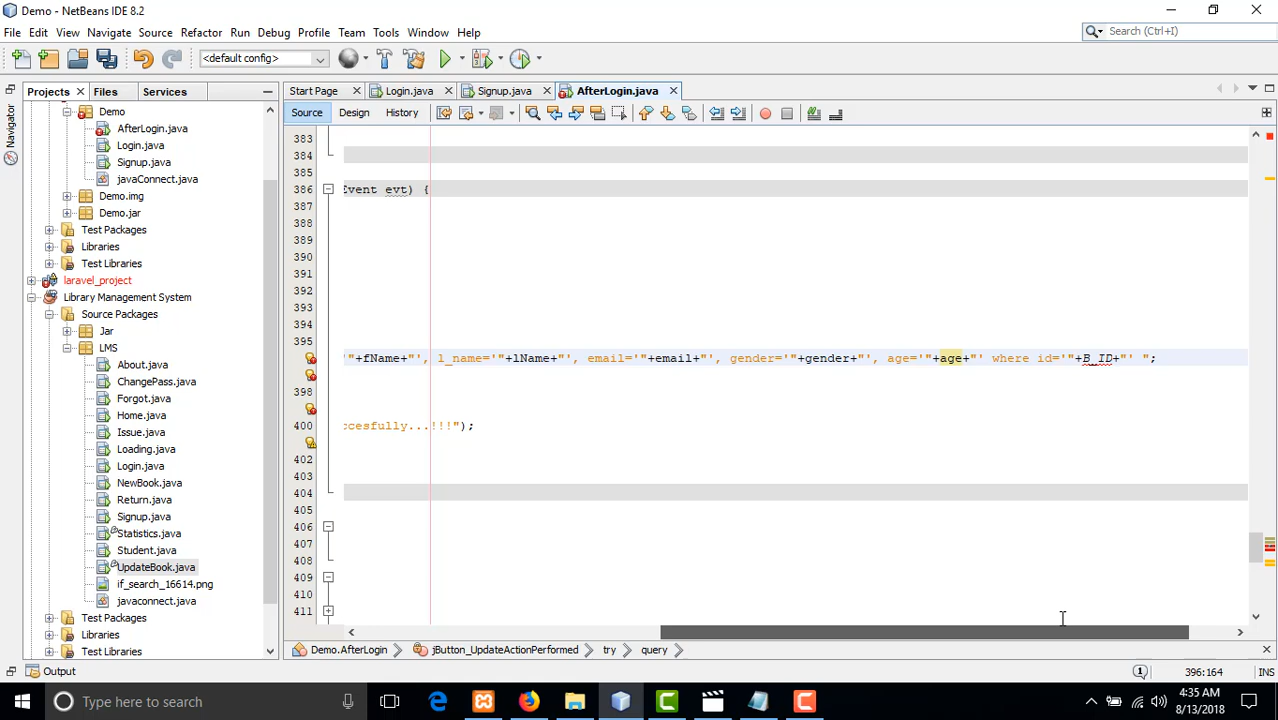 Demo - NetBeans IDE 8.2
File Edit View Navigate Source Refactor Run Debug Profile Team Tools Window Help
Search (Ctrl+I)
<default config>
Projects Files Services
Start Page Login.java Signup.java AfterLogin.java
Source Design History
Navigator
Demo
AfterLogin.java
Login.java
Signup.java
javaConnect.java
Demo.img
Demo.jar
Test Packages
Libraries
Test Libraries
laravel_project
Library Management System
Source Packages
Jar
LMS
About.java
ChangePass.java
Forgot.java
Home.java
Issue.java
Loading.java
Login.java
NewBook.java
Return.java
Signup.java
Statistics.java
Student.java
UpdateBook.java
if_search_16614.png
javaconnect.java
Test Packages
Libraries
Test Libraries
383
384
385
386 Event evt) {
387
388
389
390
391
392
393
394
395
'"+fName+"', l_name='"+lName+"', email='"+email+"', gender='"+gender+"', age='"+age+"' where id='"+B_ID+"' ";
398
400 ccesfully...!!!");
402
403
404
405
406
407
408
409
410
411
Demo.AfterLogin jButton_UpdateActionPerformed try query
Output
396:164 INS
Type here to search
4:35 AM
8/13/2018